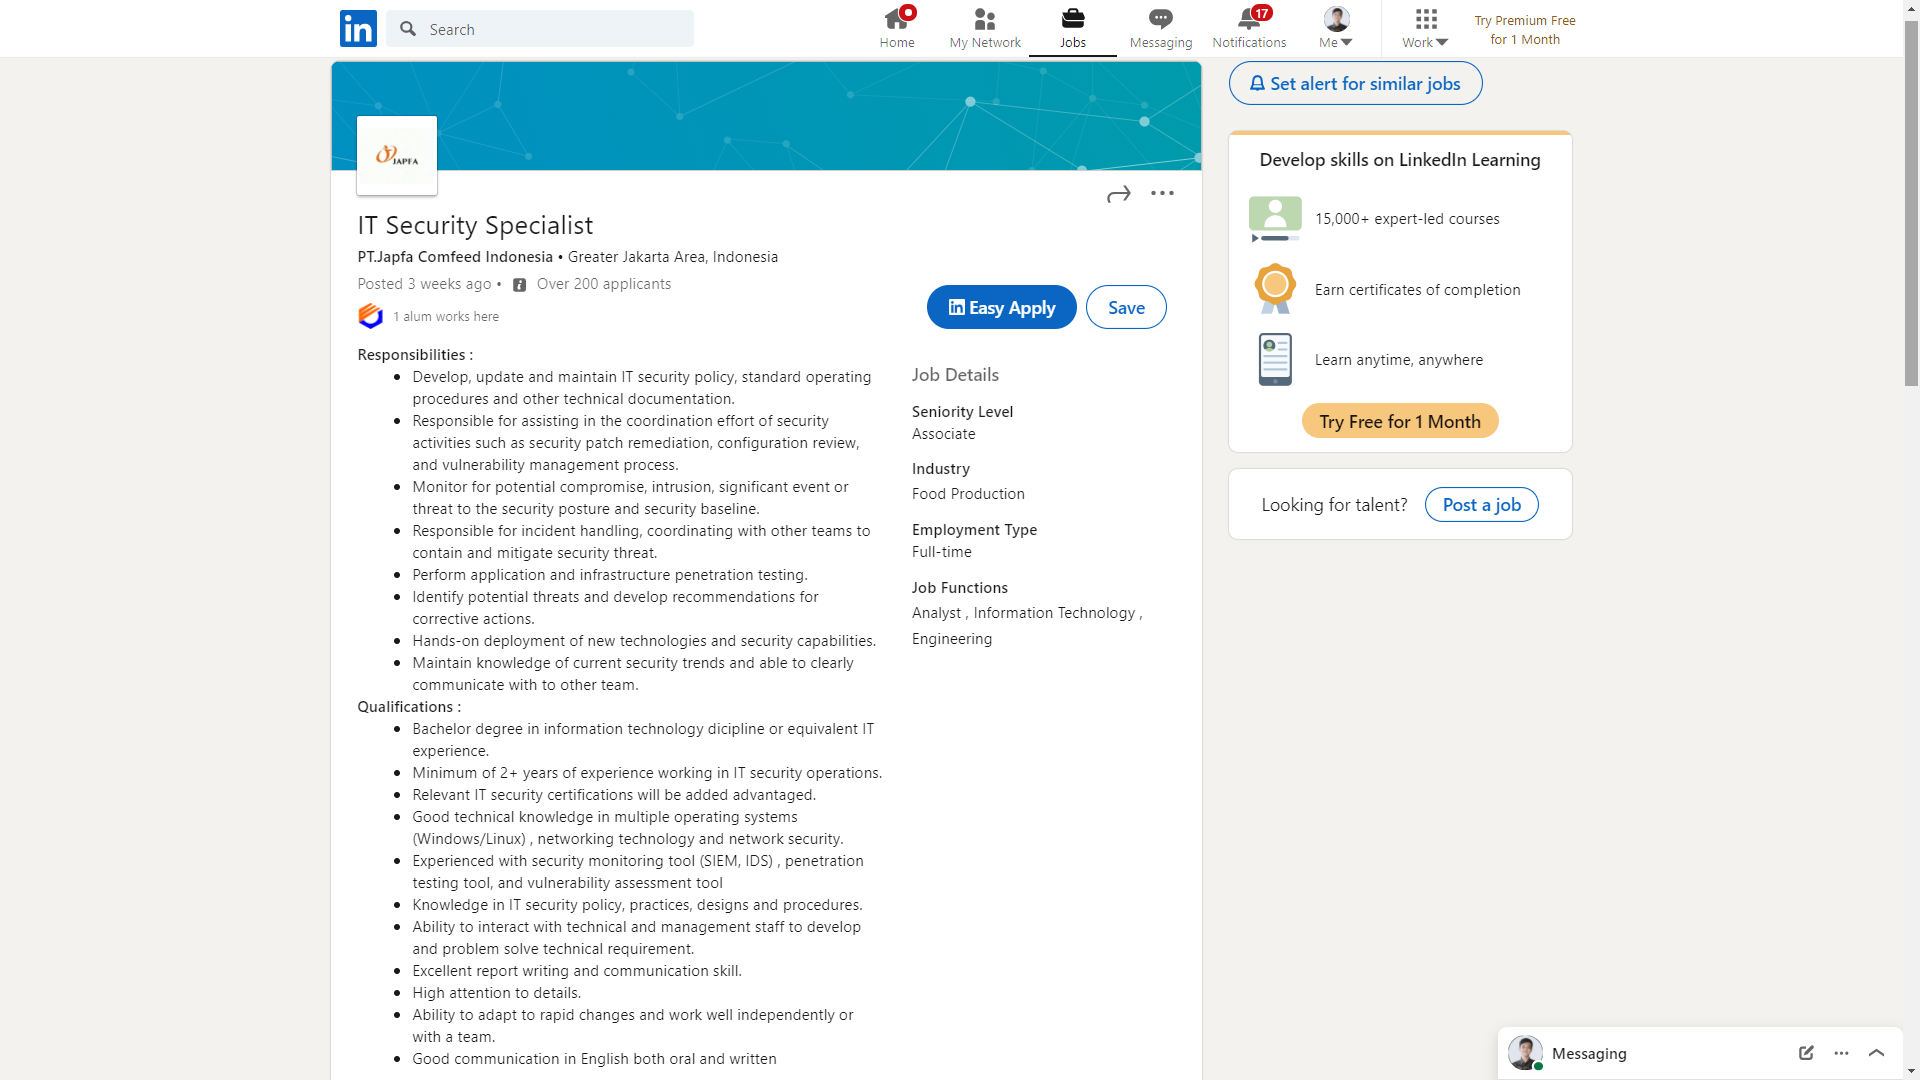 in
Search
Home
My Network
Jobs
Messaging
17
Notifications
Me
Work
Try Premium Free
for 1 Month
JAPFA
IT Security Specialist
PT.Japfa Comfeed Indonesia • Greater Jakarta Area, Indonesia
Posted 3 weeks ago •
Over 200 applicants
1 alum works here
in Easy Apply
Save
Responsibilities :
• Develop, update and maintain IT security policy, standard operating
procedures and other technical documentation.
• Responsible for assisting in the coordination effort of security
activities such as security patch remediation, configuration review,
and vulnerability management process.
• Monitor for potential compromise, intrusion, significant event or
threat to the security posture and security baseline.
• Responsible for incident handling, coordinating with other teams to
contain and mitigate security threat.
• Perform application and infrastructure penetration testing.
• Identify potential threats and develop recommendations for
corrective actions.
• Hands-on deployment of new technologies and security capabilities.
• Maintain knowledge of current security trends and able to clearly
communicate with to other team.
Qualifications :
• Bachelor degree in information technology dicipline or equivalent IT
experience.
• Minimum of 2+ years of experience working in IT security operations.
• Relevant IT security certifications will be added advantaged.
• Good technical knowledge in multiple operating systems
(Windows/Linux) , networking technology and network security.
• Experienced with security monitoring tool (SIEM, IDS) , penetration
testing tool, and vulnerability assessment tool
• Knowledge in IT security policy, practices, designs and procedures.
• Ability to interact with technical and management staff to develop
and problem solve technical requirement.
• Excellent report writing and communication skill.
• High attention to details.
• Ability to adapt to rapid changes and work well independently or
with a team.
• Good communication in English both oral and written
Job Details
Seniority Level
Associate
Industry
Food Production
Employment Type
Full-time
Job Functions
Analyst , Information Technology ,
Engineering
Set alert for similar jobs
Develop skills on LinkedIn Learning
15,000+ expert-led courses
Earn certificates of completion
Learn anytime, anywhere
Try Free for 1 Month
Looking for talent?
Post a job
Messaging